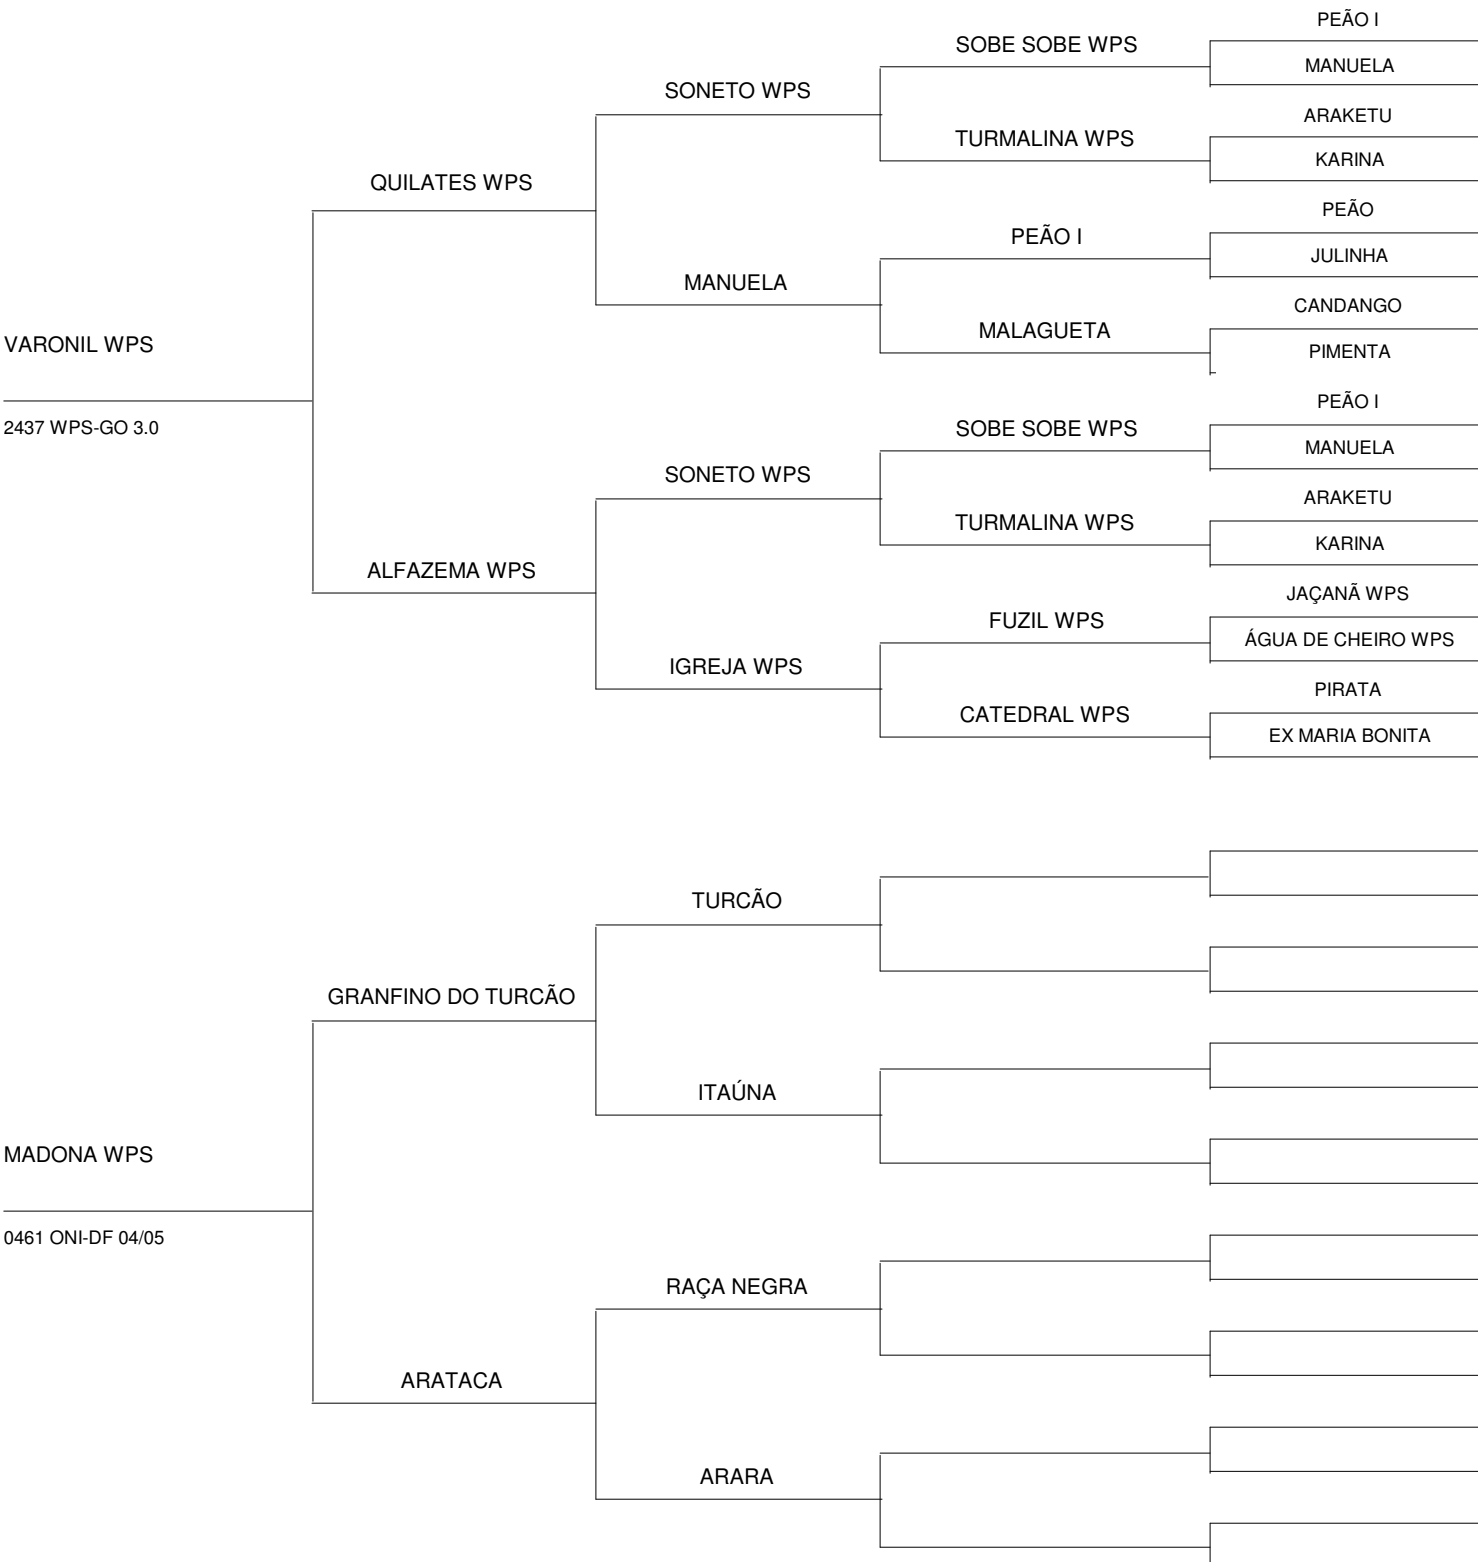 PEÃO I
SOBE SOBE WPS
MANUELA
SONETO WPS
ARAKETU
TURMALINA WPS
KARINA
QUILATES WPS
PEÃO
PEÃO I
JULINHA
MANUELA
CANDANGO
MALAGUETA
PIMENTA
VARONIL WPS
2437 WPS-GO 3.0
PEÃO I
SOBE SOBE WPS
MANUELA
SONETO WPS
ARAKETU
TURMALINA WPS
KARINA
ALFAZEMA WPS
JAÇANÃ WPS
FUZIL WPS
ÁGUA DE CHEIRO WPS
IGREJA WPS
PIRATA
CATEDRAL WPS
EX MARIA BONITA
TURCÃO
GRANFINO DO TURCÃO
ITAÚNA
MADONA WPS
0461 ONI-DF 04/05
RAÇA NEGRA
ARATACA
ARARA